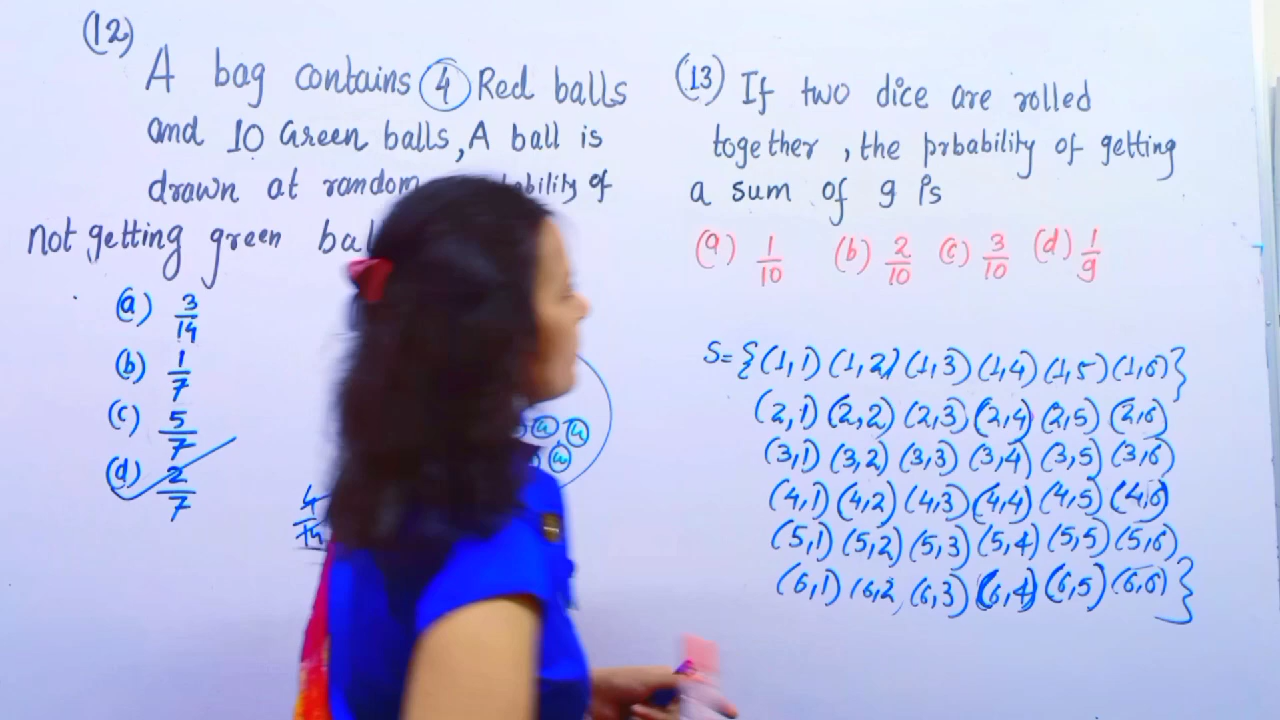 (12)
A bag contains 4 Red balls
and 10 Green balls, A ball is
drawn at random
of
not getting green
(a) 3/14
(b) 1/7
(c) 5/7
(d) 2/7
4/14
(13) If two dice are rolled
together, the prbability of getting
a sum of 9 is
(a) 1/10 (b) 2/10 (c) 3/10 (d) 1/9
S={(1,1) (1,2) (1,3) (1,4) (1,5) (1,6)}
(2,1) (2,2) (2,3) (2,4) (2,5) (2,6)
(3,1) (3,2) (3,3) (3,4) (3,5) (3,6)
(4,1) (4,2) (4,3) (4,4) (4,5) (4,6)
(5,1) (5,2) (5,3) (5,4) (5,5) (5,6)
(6,1) (6,2, (6,3) (6,4) (6,5) (6,6)}